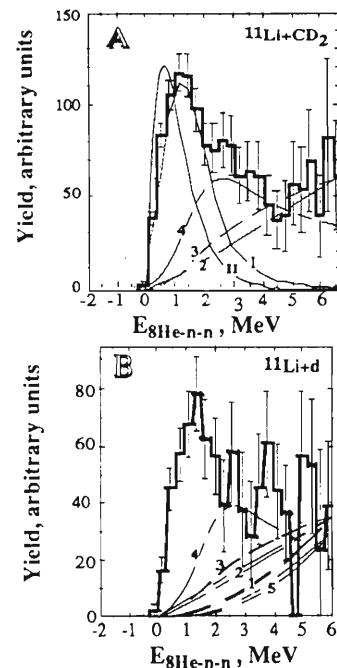 A
¹¹Li+CD₂
Yield, arbitrary units
150
120
100
50
0
4
3
2
II
I
-2 -1 0 1 2 3 4 5 6
E8He-n-n , MeV
B
¹¹Li+d
Yield, arbitrary units
80
60
40
20
0
4
3
2
5
-2 -1 0 1 2 3 4 5 6
E8He-n-n , MeV